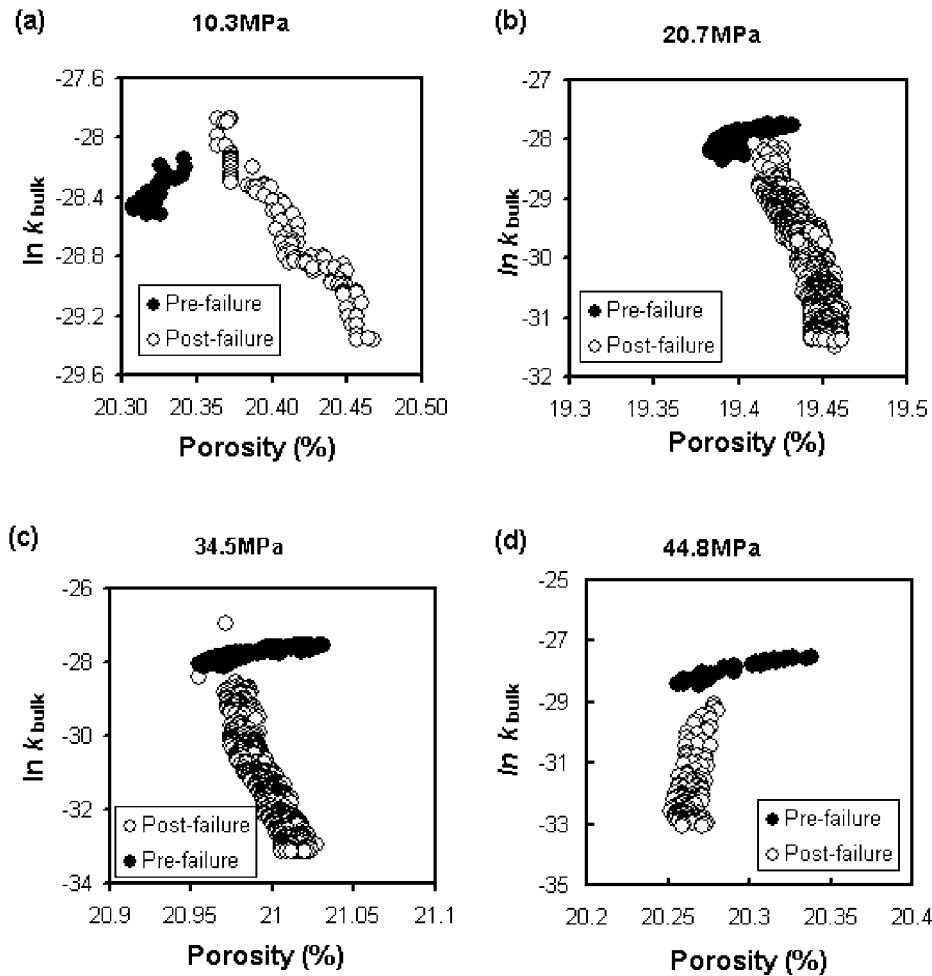 (a)
10.3MPa
-27.6
-28
-28.4
-28.8
-29.2
-29.6
ln k bulk
Pre-failure
Post-failure
20.30 20.35 20.40 20.45 20.50
Porosity (%)
(b)
20.7MPa
-27
-28
-29
-30
-31
-32
ln k bulk
Pre-failure
Post-failure
19.3 19.4 19.45 19.5
Porosity (%)
(c)
34.5MPa
-26
-28
-30
-32
-34
ln k bulk
Post-failure
Pre-failure
20.9 20.95 21 21.05 21.1
Porosity (%)
(d)
44.8MPa
-25
-27
-29
-31
-33
-35
ln k bulk
Pre-failure
Post-failure
20.2 20.25 20.3 20.35 20.4
Porosity (%)